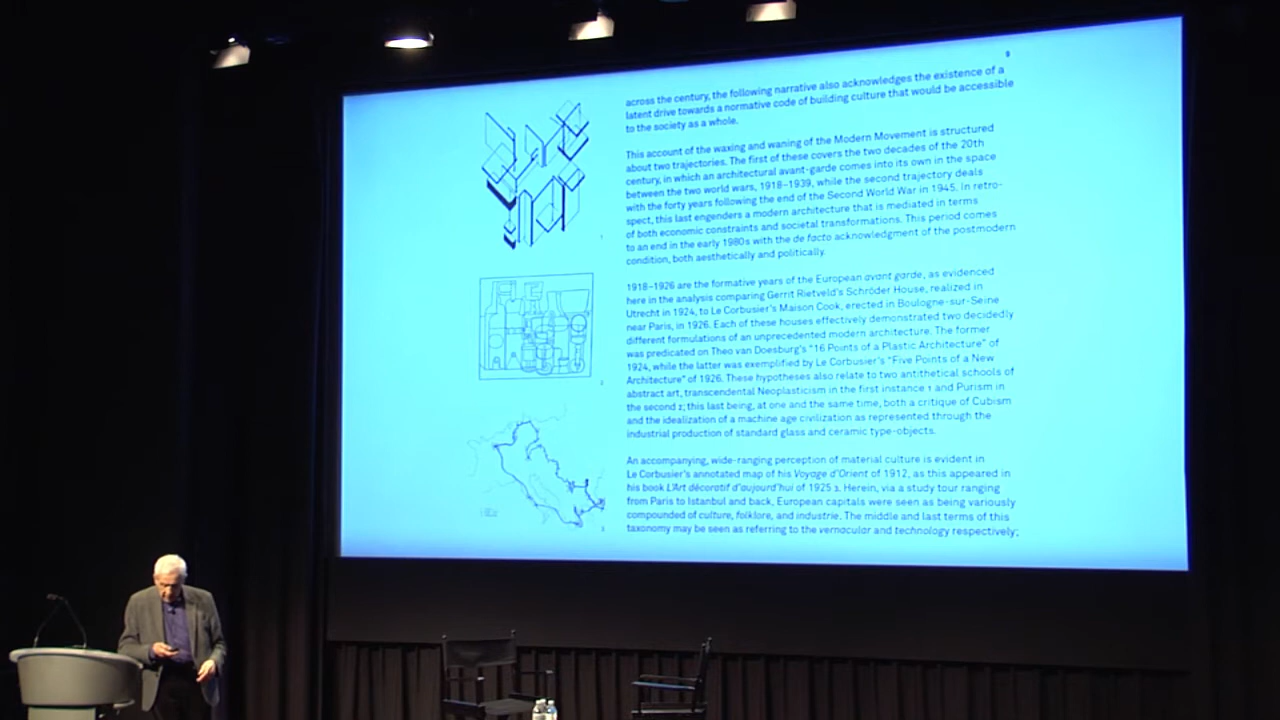 9
across the century, the following narrative also acknowledges the existence of a
latent drive towards a normative code of building culture that would be accessible
to the society as a whole.
This account of the waxing and waning of the Modern Movement is structured
about two trajectories. The first of these covers the two decades of the 20th
century, in which an architectural avant-garde comes into its own in the space
between the two world wars, 1918–1939, while the second trajectory deals
with the forty years following the end of the Second World War in 1945. In retro-
spect, this last engenders a modern architecture that is mediated in terms
of both economic constraints and societal transformations. This period comes
to an end in the early 1980s with the de facto acknowledgment of the postmodern
condition, both aesthetically and politically.
1918–1926 are the formative years of the European avant garde, as evidenced
here in the analysis comparing Gerrit Rietveld's Schröder House, realized in
Utrecht in 1924, to Le Corbusier's Maison Cook, erected in Boulogne-sur-Seine
near Paris, in 1926. Each of these houses effectively demonstrated two decidedly
different formulations of an unprecedented modern architecture. The former
was predicated on Theo van Doesburg's "16 Points of a Plastic Architecture" of
1924, while the latter was exemplified by Le Corbusier's "Five Points of a New
Architecture" of 1926. These hypotheses also relate to two antithetical schools of
abstract art, transcendental Neoplasticism in the first instance 1 and Purism in
the second 2; this last being, at one and the same time, both a critique of Cubism
and the idealization of a machine age civilization as represented through the
industrial production of standard glass and ceramic type-objects.
An accompanying, wide-ranging perception of material culture is evident in
Le Corbusier's annotated map of his Voyage d'Orient of 1912, as this appeared in
his book L'Art décoratif d'aujourd'hui of 1925 3. Herein, via a study tour ranging
from Paris to Istanbul and back, European capitals were seen as being variously
compounded of culture, folklore, and industrie. The middle and last terms of this
taxonomy may be seen as referring to the vernacular and technology respectively;
1
2
3